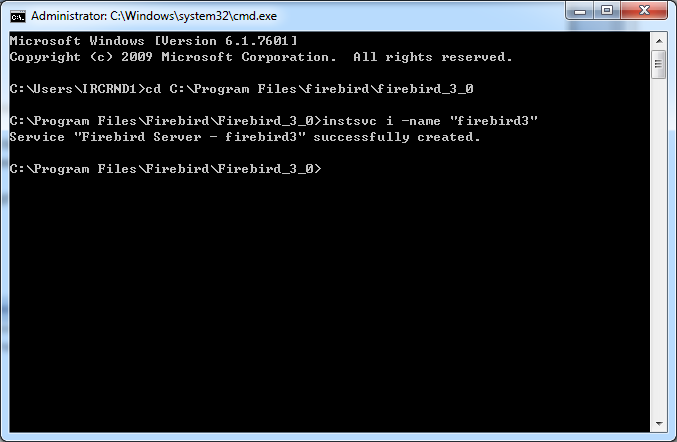 Administrator: C:\Windows\system32\cmd.exe
Microsoft Windows [Version 6.1.7601]
Copyright (c) 2009 Microsoft Corporation.  All rights reserved.
C:\Users\IRCRND1>cd C:\Program Files\firebird\firebird_3_0
C:\Program Files\Firebird\Firebird_3_0>instsvc i -name "firebird3"
Service "Firebird Server - firebird3" successfully created.
C:\Program Files\Firebird\Firebird_3_0>